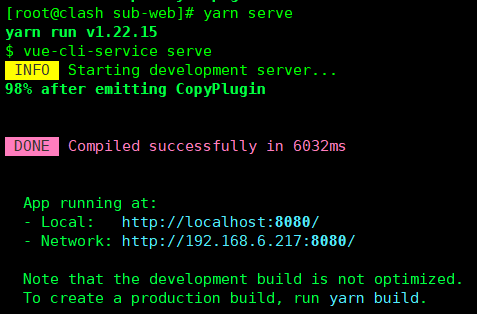 [root@clash sub-web]# yarn serve
yarn run v1.22.15
$ vue-cli-service serve
INFO Starting development server...
98% after emitting CopyPlugin
DONE Compiled successfully in 6032ms
App running at:
- Local: http://localhost:8080/
- Network: http://192.168.6.217:8080/
Note that the development build is not optimized.
To create a production build, run yarn build.